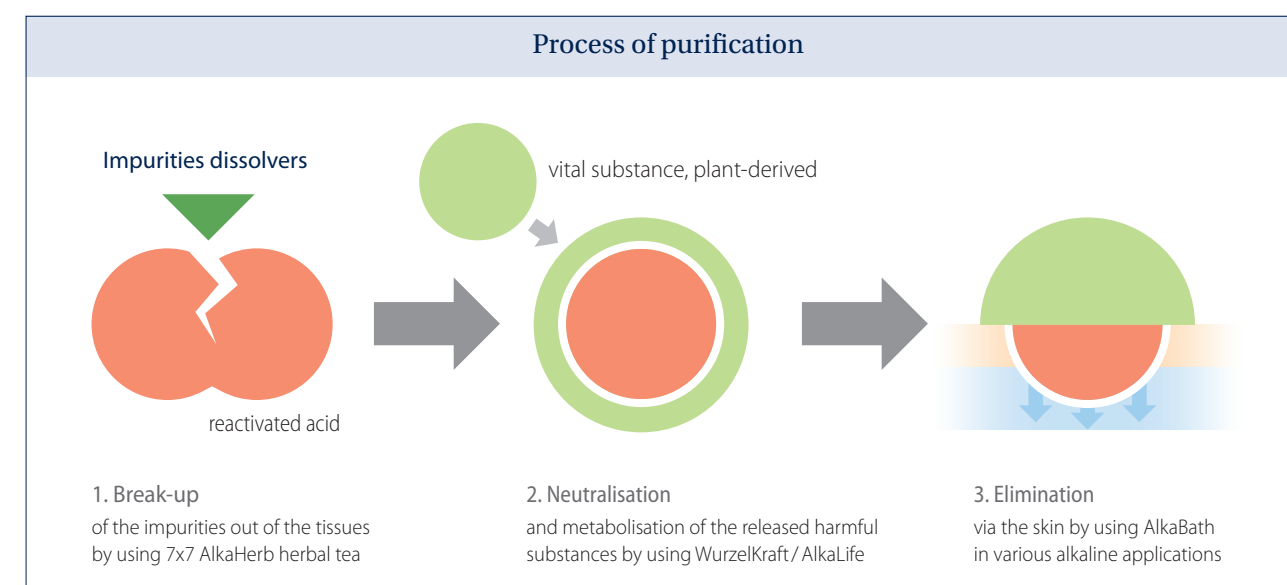 Process of purification
Impurities dissolvers
vital substance, plant-derived
reactivated acid
1. Break-up
of the impurities out of the tissues
by using 7x7 AlkaHerb herbal tea
2. Neutralisation
and metabolisation of the released harmful
substances by using WurzelKraft / AlkaLife
3. Elimination
via the skin by using AlkaBath
in various alkaline applications